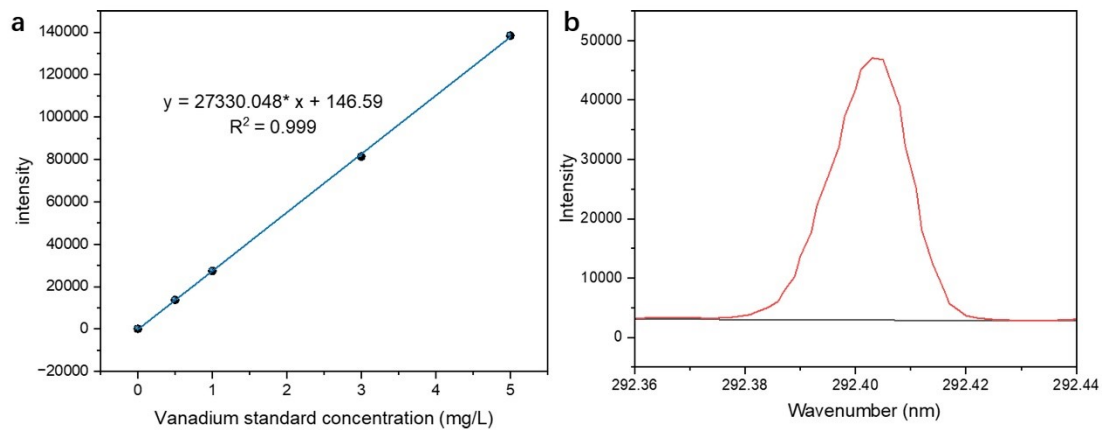 a
140000
120000
100000
80000
60000
40000
20000
0
−20000
intensity
y = 27330.048* x + 146.59
R² = 0.999
0 1 2 3 4 5
Vanadium standard concentration (mg/L)
b
50000
40000
30000
20000
10000
0
Intensity
292.36 292.38 292.40 292.42 292.44
Wavenumber (nm)